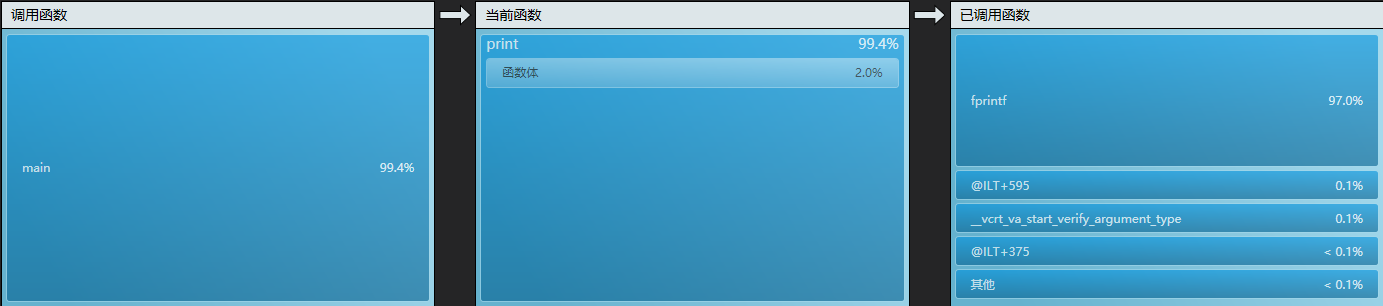 调用函数
main 99.4%
当前函数
print 99.4%
函数体 2.0%
已调用函数
fprintf 97.0%
@ILT+595 0.1%
__vcrt_va_start_verify_argument_type 0.1%
@ILT+375 < 0.1%
其他 < 0.1%